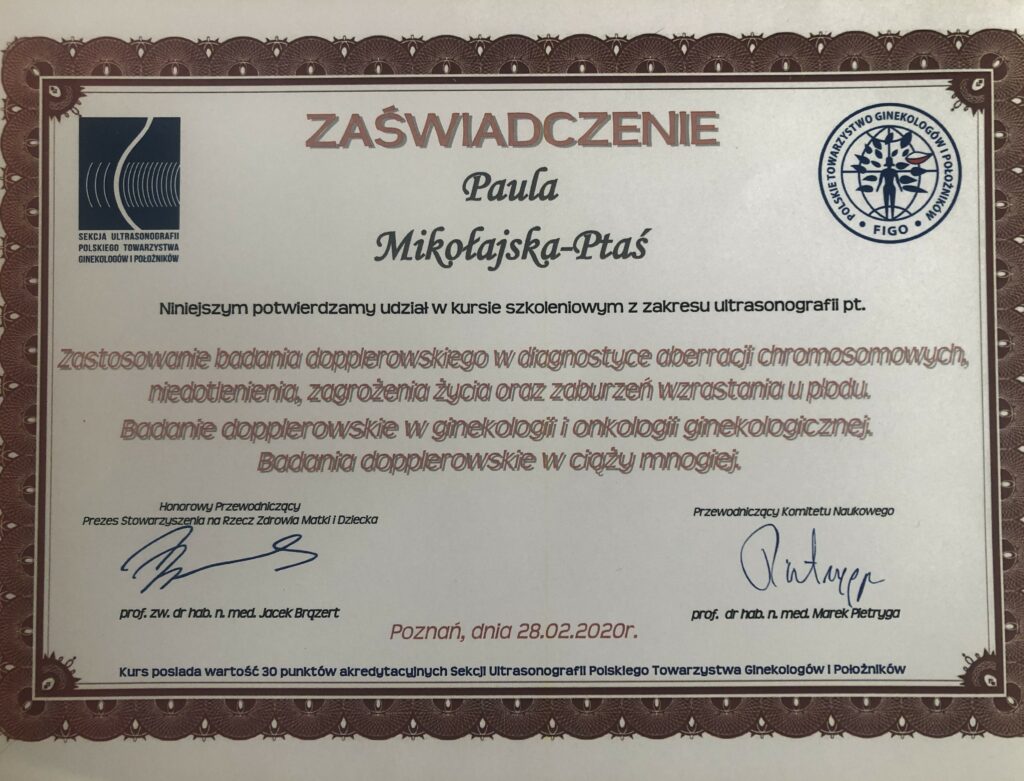 ZAŚWIADCZENIE
SEKCJA ULTRASONOGRAFII
POLSKIEGO TOWARZYSTWA
GINEKOLOGÓW I POŁOŻNIKÓW
POLSKIE TOWARZYSTWO GINEKOLOGÓW I POŁOŻNIKÓW
• FIGO •
Paula
Mikołajska-Ptaś
Niniejszym potwierdzamy udział w kursie szkoleniowym z zakresu ultrasonografii pt.
Zastosowanie badania dopplerowskiego w diagnostyce aberracji chromosomowych,
niedotlenienia, zagrożenia życia oraz zaburzeń wzrastania u płodu.
Badanie dopplerowskie w ginekologii i onkologii ginekologicznej.
Badania dopplerowskie w ciąży mnogiej.
Honorowy Przewodniczący
Prezes Stowarzyszenia na Rzecz Zdrowia Matki i Dziecka
prof. zw. dr hab. n. med. Jacek Brązert
Przewodniczący Komitetu Naukowego
Pietryga
prof. dr hab. n. med. Marek Pietryga
Poznań, dnia 28.02.2020r.
Kurs posiada wartość 30 punktów akredytacyjnych Sekcji Ultrasonografii Polskiego Towarzystwa Ginekologów i Położników